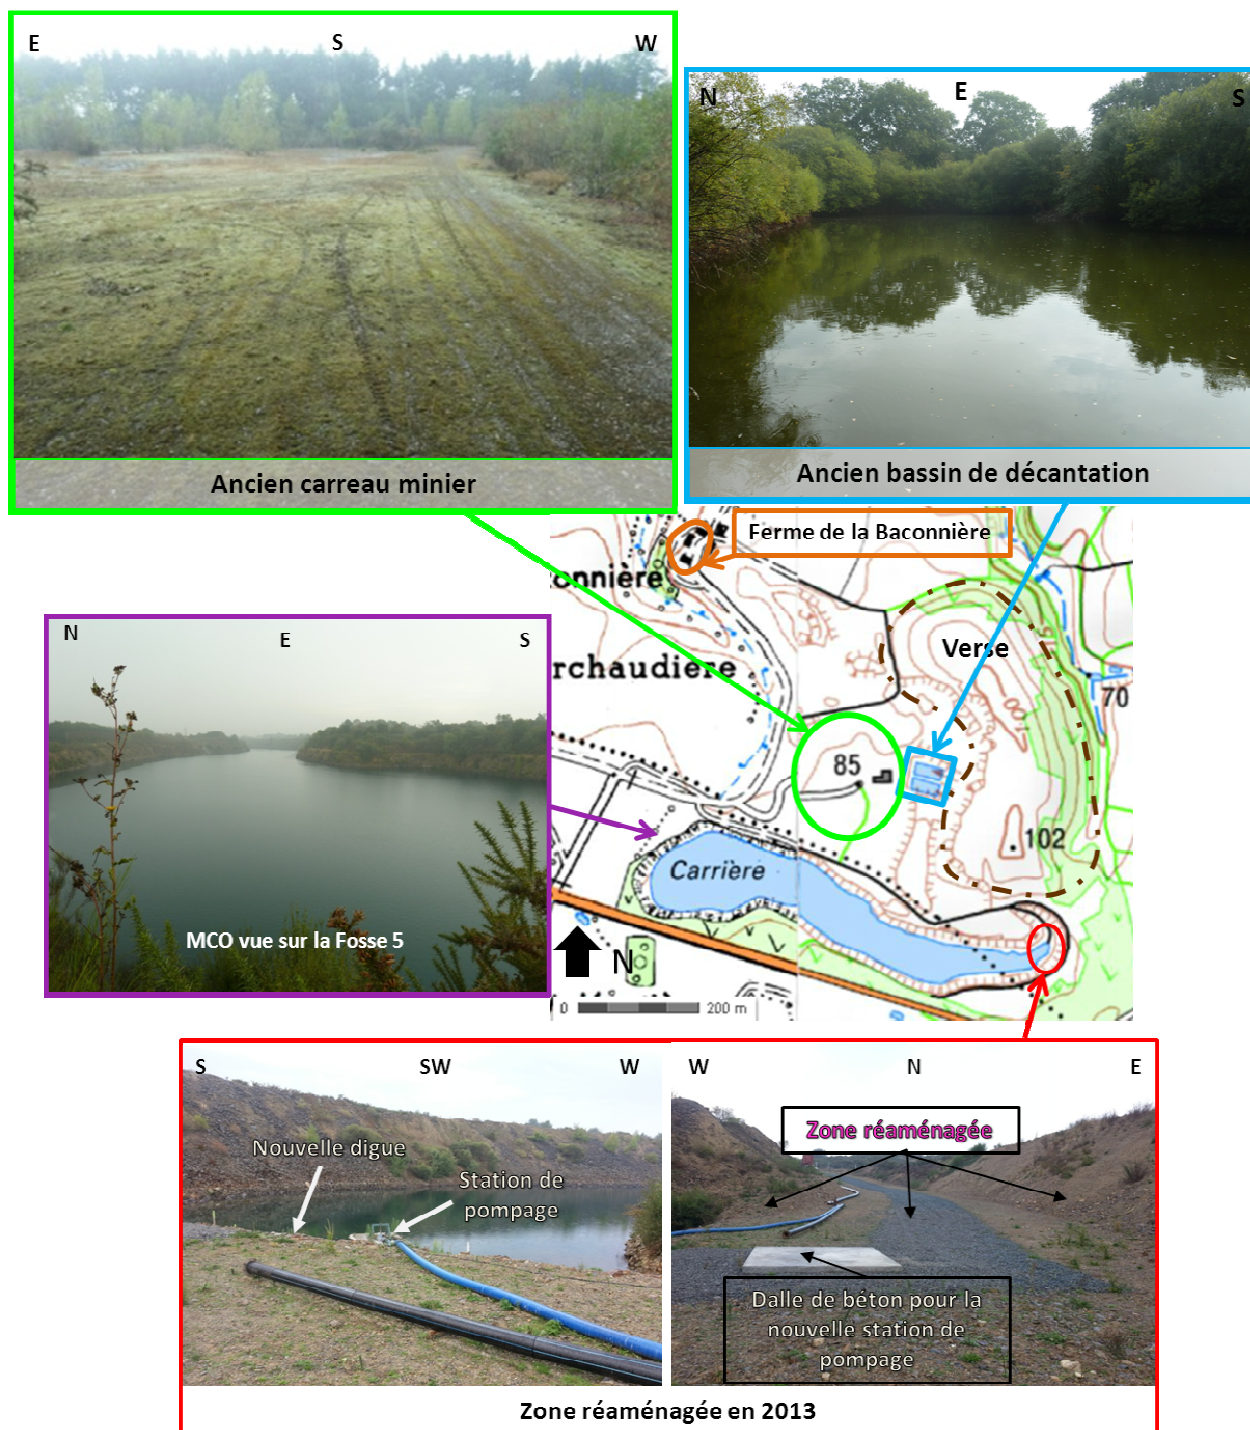 E S W
Ancien carreau minier
N E S
Ancien bassin de décantation
Ferme de la Baconnière
onnière
rchaudière
Verse
70
100
85
102
Carrière
N
0 200 m
N E S
MCO vue sur la Fosse 5
S SW W
Nouvelle digue
Station de
pompage
W N E
Zone réaménagée
Dalle de béton pour la
nouvelle station de
pompage
Zone réaménagée en 2013